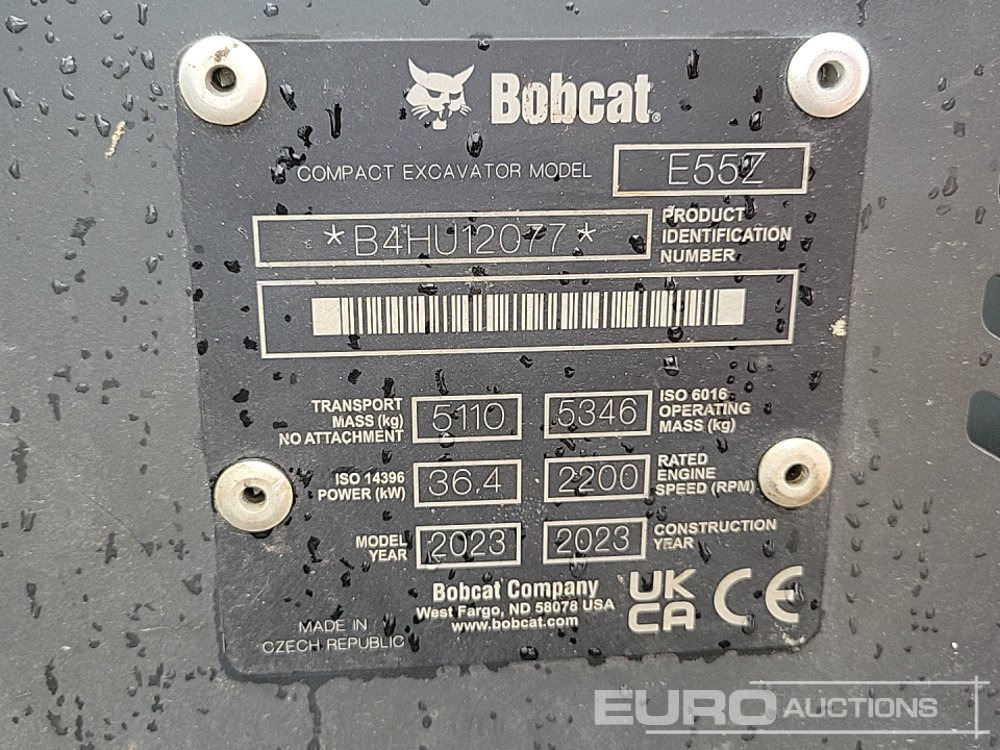 Bobcat®
COMPACT EXCAVATOR MODEL E55Z
*B4HU12077*
PRODUCT
IDENTIFICATION
NUMBER
TRANSPORT
MASS (kg)
NO ATTACHMENT
5110
5346
ISO 6016
OPERATING
MASS (kg)
ISO 14396
POWER (kW)
36.4
2200
RATED
ENGINE
SPEED (RPM)
MODEL
YEAR
2023
2023
CONSTRUCTION
YEAR
MADE IN
CZECH REPUBLIC
Bobcat Company
West Fargo, ND 58078 USA
www.bobcat.com
UK
CA
CE
EURO AUCTIONS